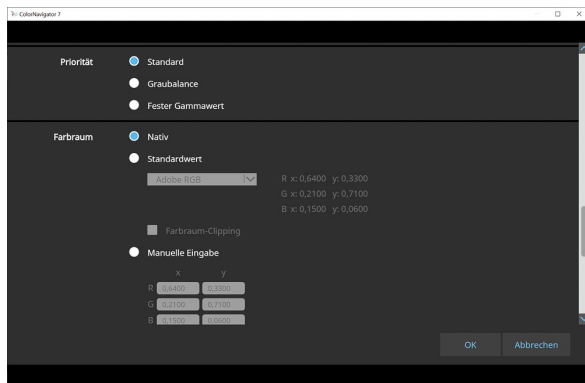 ColorNavigator 7
Priorität
Standard
Graubalance
Fester Gammawert
Farbraum
Nativ
Standardwert
Adobe RGB
R x: 0,6400 y: 0,3300
G x: 0,2100 y: 0,7100
B x: 0,1500 y: 0,0600
Farbraum-Clipping
Manuelle Eingabe
x y
R 0,6400 0,3300
G 0,2100 0,7100
B 0,1500 0,0600
OK Abbrechen